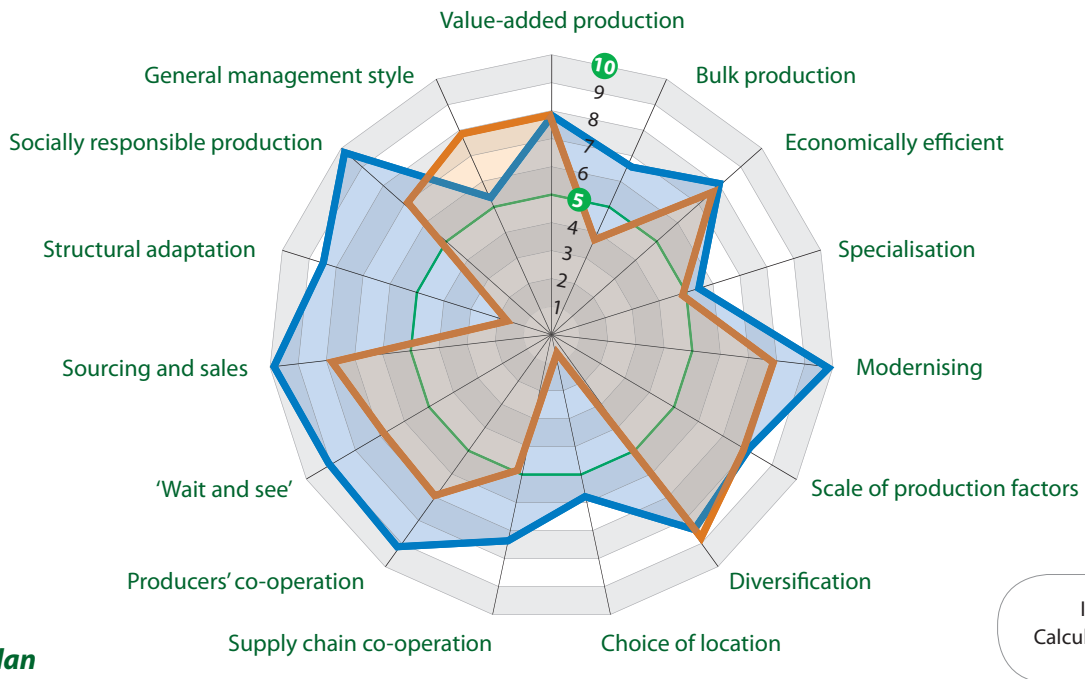 Value-added production
General management style
10
Bulk production
9
Socially responsible production
8
Economically efficient
7
6
5
Structural adaptation
4
Specialisation
3
2
1
Sourcing and sales
Modernising
'Wait and see'
Scale of production factors
Producers' co-operation
Diversification
Supply chain co-operation
Choice of location
Calcul